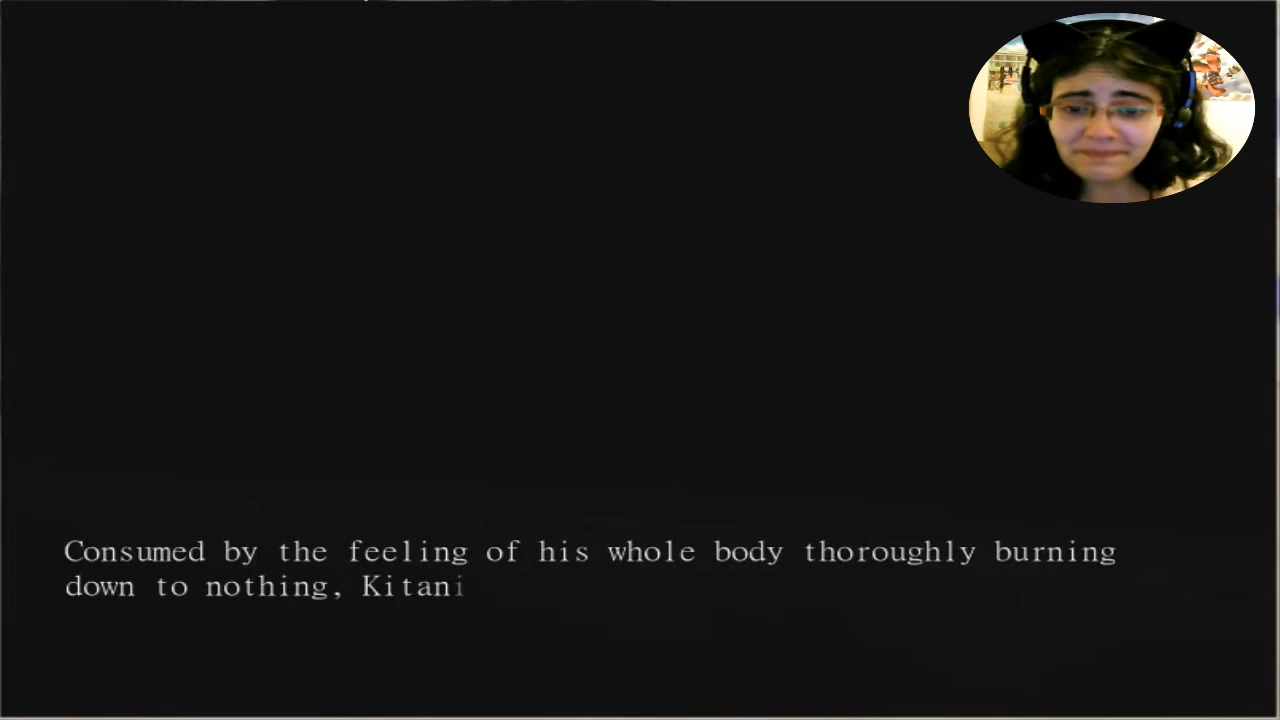 Consumed by the feeling of his whole body thoroughly burning
down to nothing, Kitani